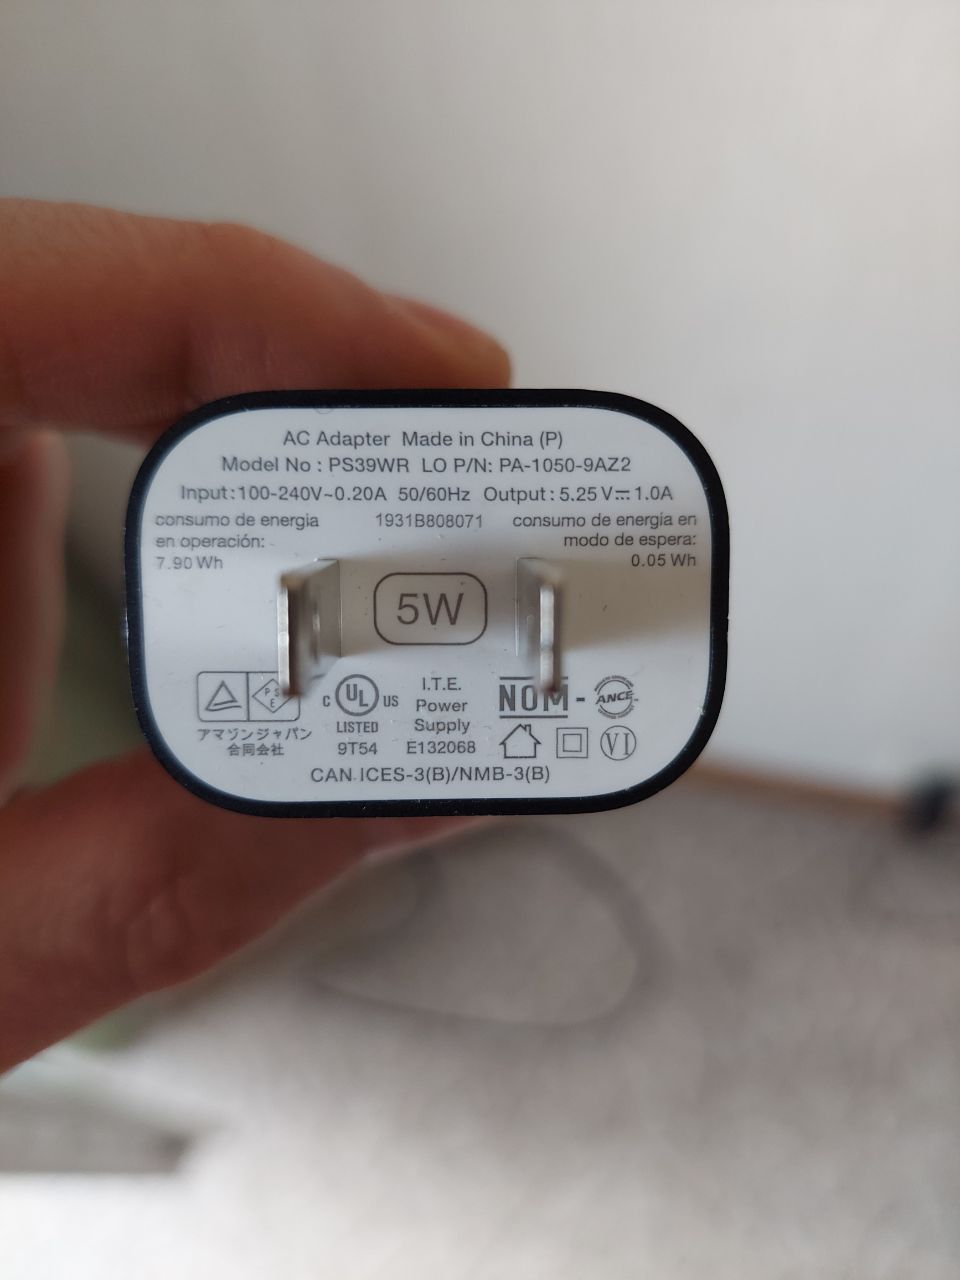 AC Adapter Made in China (P)
Model No : PS39WR LO P/N: PA-1050-9AZ2
Input:100-240V~0.20A 50/60Hz Output: 5.25V⎓1.0A
consumo de energía
en operación:
7.90 Wh
1931B808071
consumo de energía en
modo de espera:
0.05 Wh
5W
PS
E
アマゾンジャパン
合同会社
C UL US
LISTED
9T54
I.T.E.
Power
Supply
E132068
NOM - ANCE
VI
CAN ICES-3(B)/NMB-3(B)